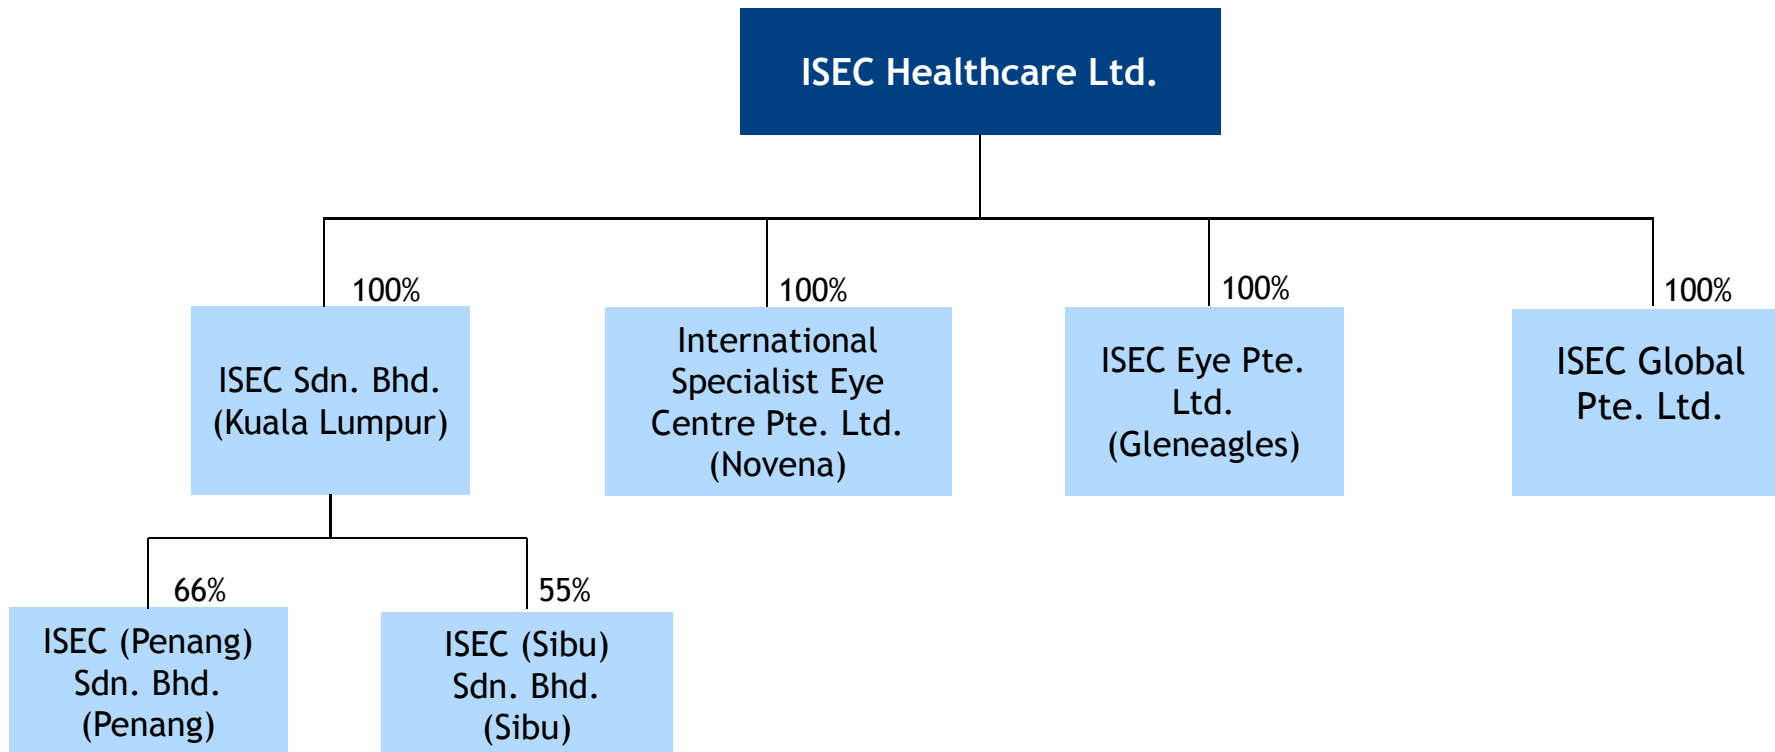 ISEC Healthcare Ltd.
100%
100%
100%
100%
ISEC Sdn. Bhd.
(Kuala Lumpur)
International
Specialist Eye
Centre Pte. Ltd.
(Novena)
ISEC Eye Pte.
Ltd.
(Gleneagles)
ISEC Global
Pte. Ltd.
66%
55%
ISEC (Penang)
Sdn. Bhd.
(Penang)
ISEC (Sibu)
Sdn. Bhd.
(Sibu)